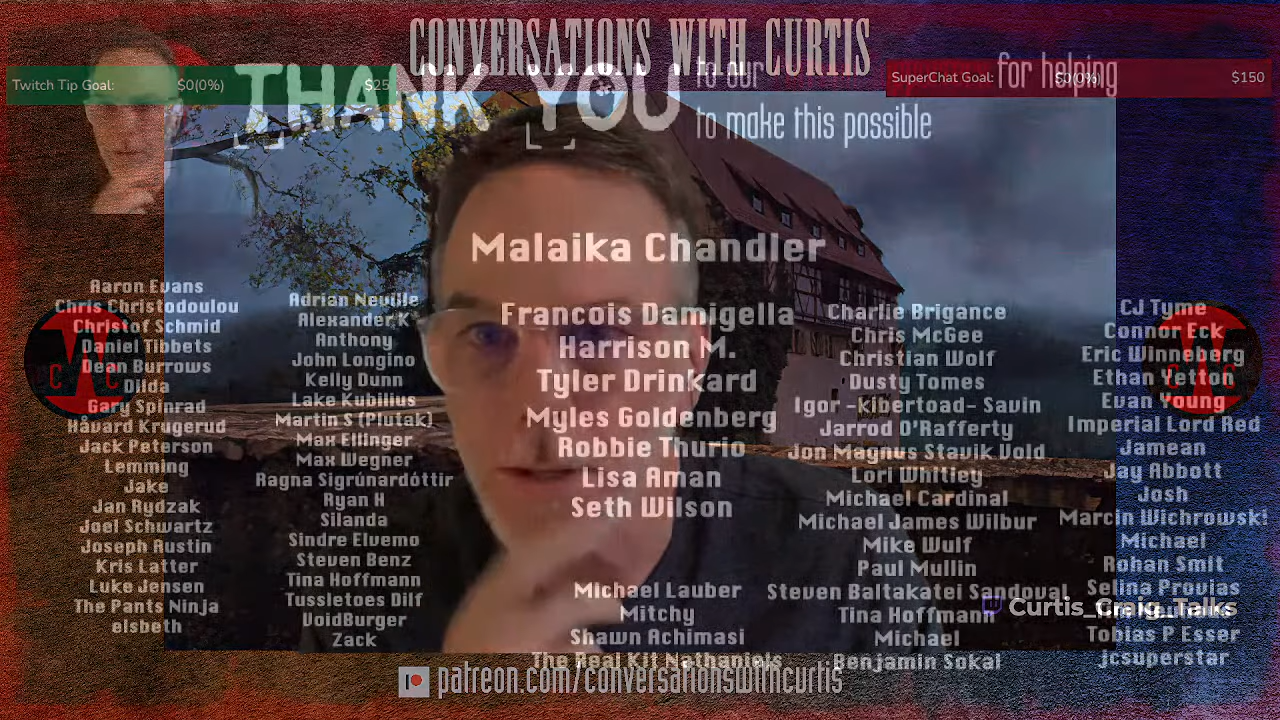 CONVERSATIONS WITH CURTIS
Twitch Tip Goal: $0(0%) $25
SuperChat Goal: $0(0%) $150
THANK YOU to our for helping
to make this possible
Malaika Chandler
Francois Damigella
Harrison M.
Tyler Drinkard
Myles Goldenberg
Robbie Thurio
Lisa Aman
Seth Wilson
Aaron Evans
Chris Christodoulou
Christof Schmid
Daniel Tibbets
Dean Burrows
Dilda
Gary Spinrad
Håvard Krugerud
Jack Peterson
Lemming
Jake
Jan Rydzak
Joel Schwartz
Joseph Austin
Kris Latter
Luke Jensen
The Pants Ninja
elsbeth
Adrian Neville
Alexander K
Anthony
John Longino
Kelly Dunn
Lake Kubilius
Martin S (Plutak)
Max Ellinger
Max Wegner
Ragna Sigrúnardóttir
Ryan H
Silanda
Sindre Elvemo
Steven Benz
Tina Hoffmann
Tussletoes Dilf
VoidBurger
Zack
Michael Lauber
Mitchy
Shawn Achimasi
The Real Kit Nathaniels
Charlie Brigance
Chris McGee
Christian Wolf
Dusty Tomes
Igor -kibertoad- Savin
Jarrod O'Rafferty
Jon Magnus Stavik Vold
Lori Whitley
Michael Cardinal
Michael James Wilbur
Mike Wulf
Paul Mullin
Steven Baltakatei Sandoval
Tina Hoffmann
Michael
Benjamin Sokal
CJ Tyme
Connor Eck
Eric Winneberg
Ethan Yetton
Evan Young
Imperial Lord Red
Jamean
Jay Abbott
Josh
Marcin Wichrowski
Michael
Rohan Smit
Selina Provias
Tobias P Esser
jcsuperstar
Curtis_Craig_Talks
patreon.com/conversationswithcurtis